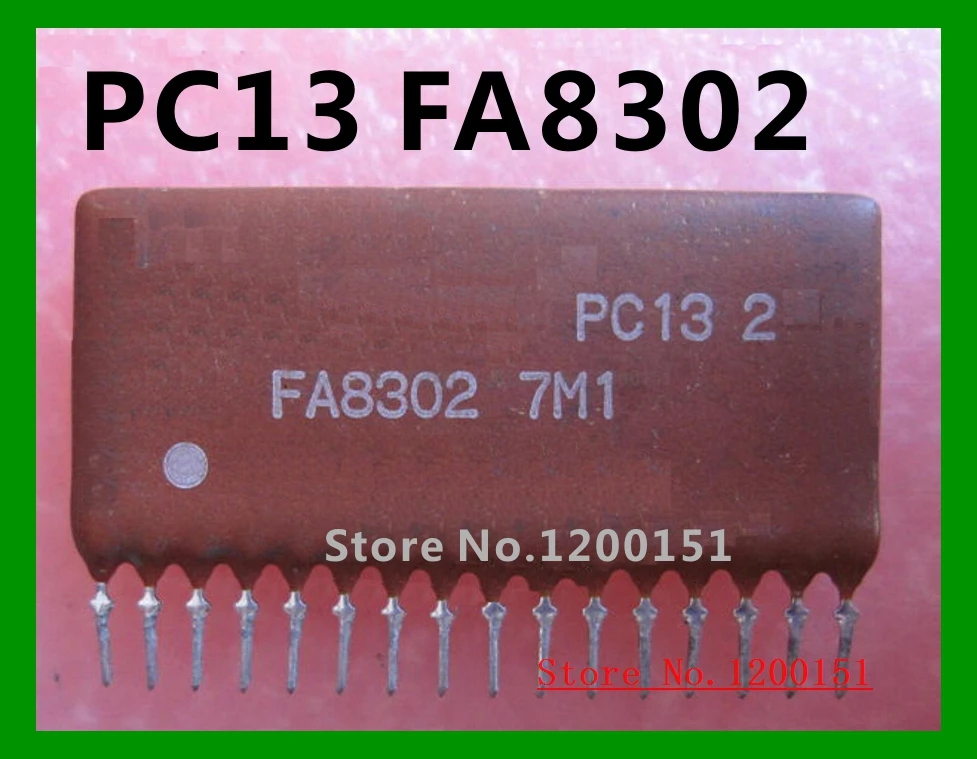 PC13 FA8302
PC13 2
FA8302 7M1
Store No.1200151
Store No.1200151